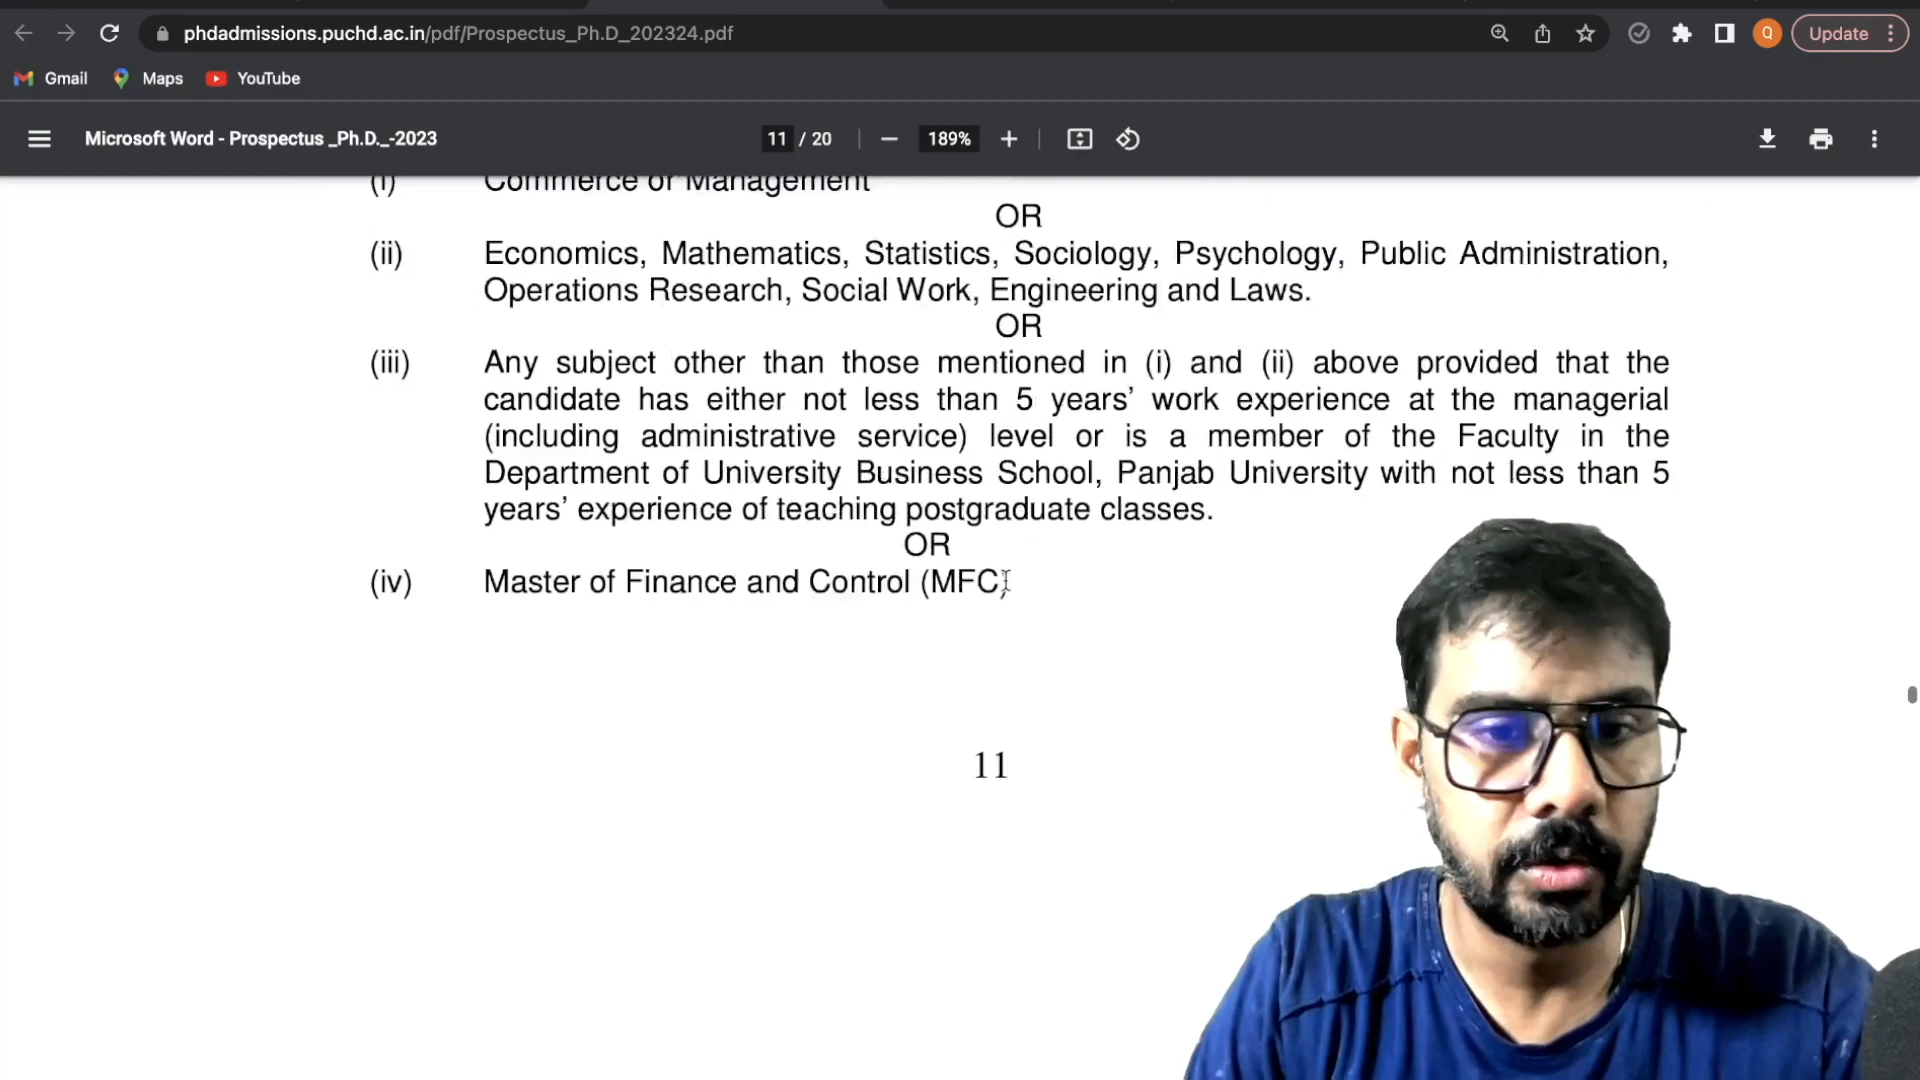 phdadmissions.puchd.ac.in/pdf/Prospectus_Ph.D_202324.pdf
Q
Update
Gmail
Maps
YouTube
Microsoft Word - Prospectus _Ph.D._-2023
11 / 20
189%
(i) Commerce or Management
OR
(ii) Economics, Mathematics, Statistics, Sociology, Psychology, Public Administration,
Operations Research, Social Work, Engineering and Laws.
OR
(iii) Any subject other than those mentioned in (i) and (ii) above provided that the
candidate has either not less than 5 years’ work experience at the managerial
(including administrative service) level or is a member of the Faculty in the
Department of University Business School, Panjab University with not less than 5
years’ experience of teaching postgraduate classes.
OR
(iv) Master of Finance and Control (MFC)
11